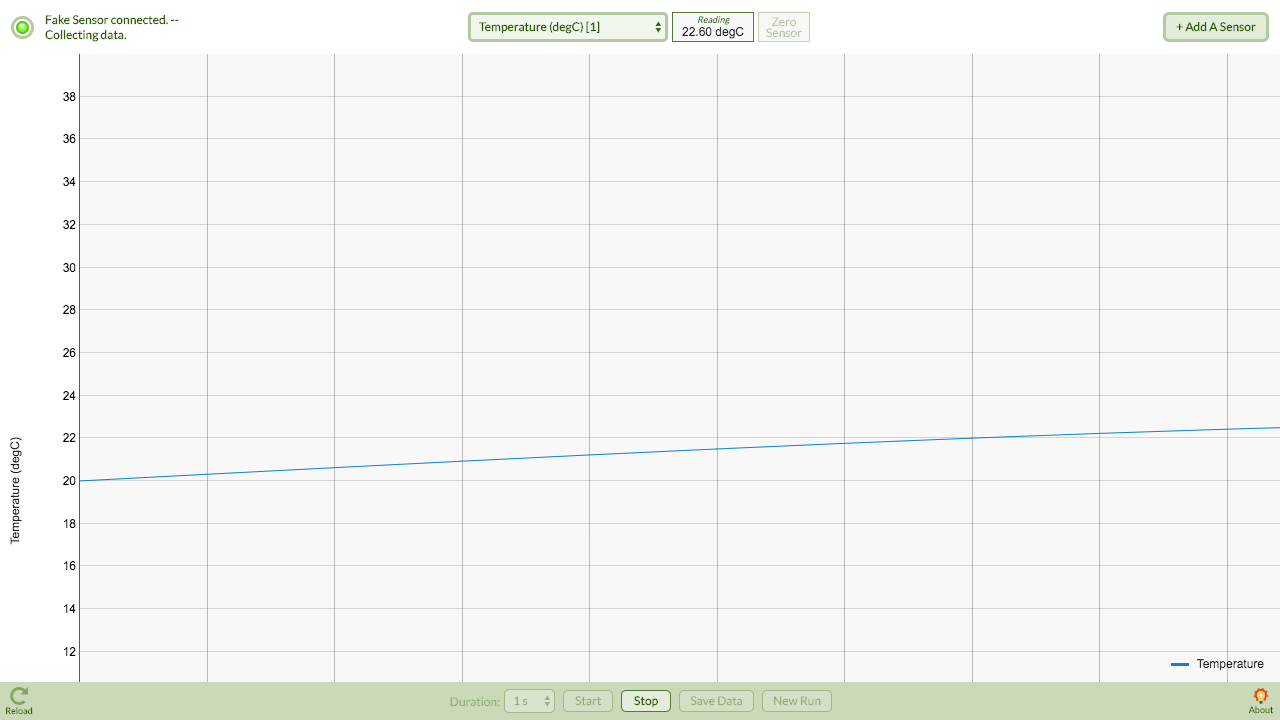 Fake Sensor connected. --
Collecting data.
Temperature (degC) [1]
Reading
22.60 degC
Zero
Sensor
+ Add A Sensor
38
36
34
32
30
28
26
24
22
20
18
16
14
12
Temperature (degC)
Temperature
Reload
Duration:
1 s
Start
Stop
Save Data
New Run
About